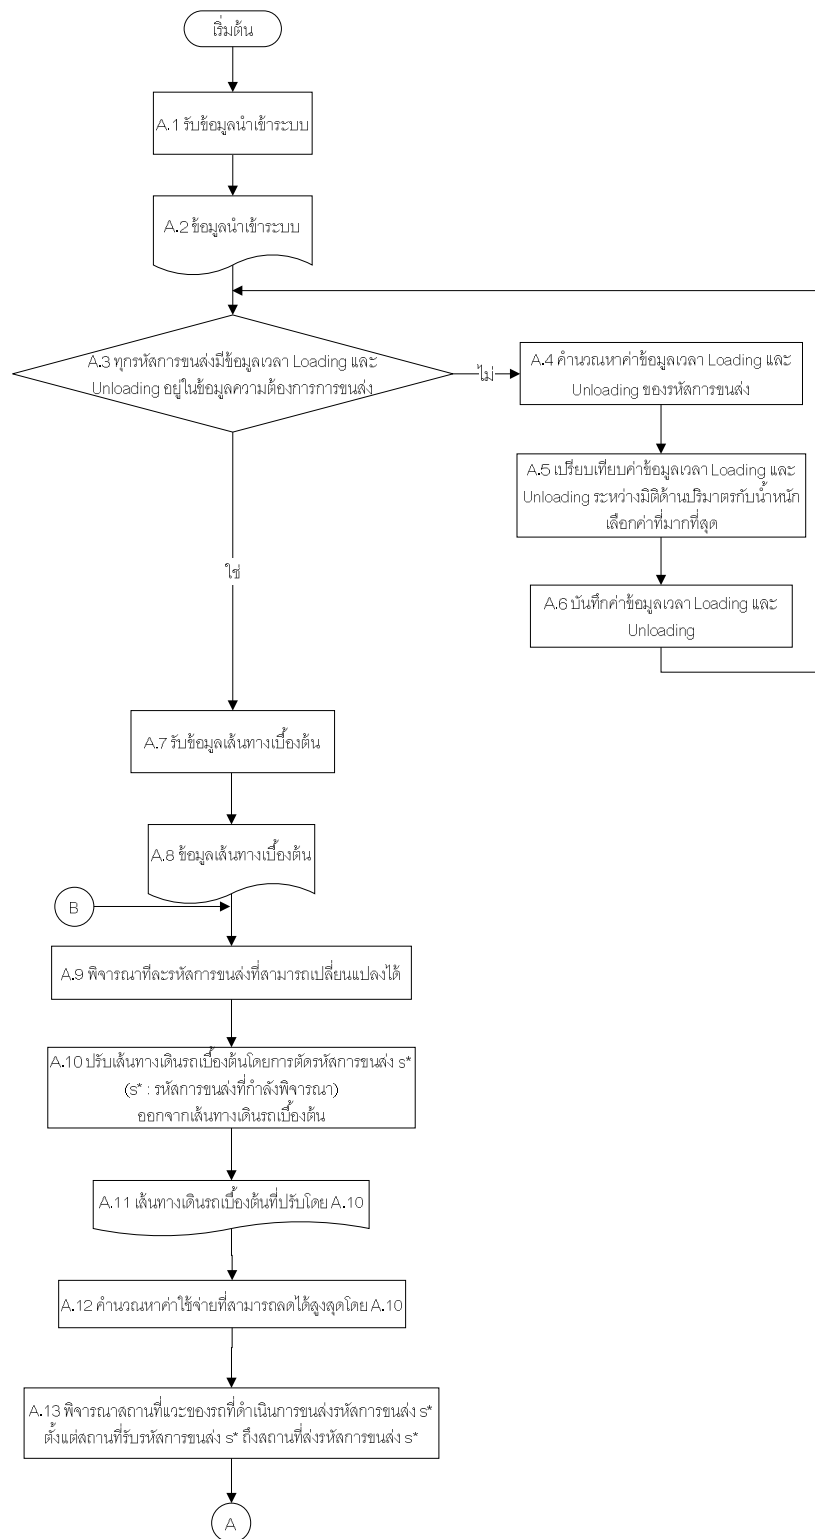 เริ่มต้น
A.1 รับข้อมูลนำเข้าระบบ
A.2 ข้อมูลนำเข้าระบบ
A.3 ทุกรหัสการขนส่งมีข้อมูลเวลา Loading และ
Unloading อยู่ในข้อมูลความต้องการการขนส่ง
ไม่
A.4 คำนวณหาค่าข้อมูลเวลา Loading และ
Unloading ของรหัสการขนส่ง
A.5 เปรียบเทียบค่าข้อมูลเวลา Loading และ
Unloading ระหว่างมิติด้านปริมาตรกับน้ำหนัก
เลือกค่าที่มากที่สุด
A.6 บันทึกค่าข้อมูลเวลา Loading และ
Unloading
ใช่
A.7 รับข้อมูลเส้นทางเบื้องต้น
A.8 ข้อมูลเส้นทางเบื้องต้น
B
A.9 พิจารณาทีละรหัสการขนส่งที่สามารถเปลี่ยนแปลงได้
A.10 ปรับเส้นทางเดินรถเบื้องต้นโดยการตัดรหัสการขนส่ง s*
(s* : รหัสการขนส่งที่กำลังพิจารณา)
ออกจากเส้นทางเดินรถเบื้องต้น
A.11 เส้นทางเดินรถเบื้องต้นที่ปรับโดย A.10
A.12 คำนวณหาค่าใช้จ่ายที่สามารถลดได้สูงสุดโดย A.10
A.13 พิจารณาสถานที่แวะของรถที่ดำเนินการขนส่งรหัสการขนส่ง s*
ตั้งแต่สถานที่รับรหัสการขนส่ง s* ถึงสถานที่ส่งรหัสการขนส่ง s*
A